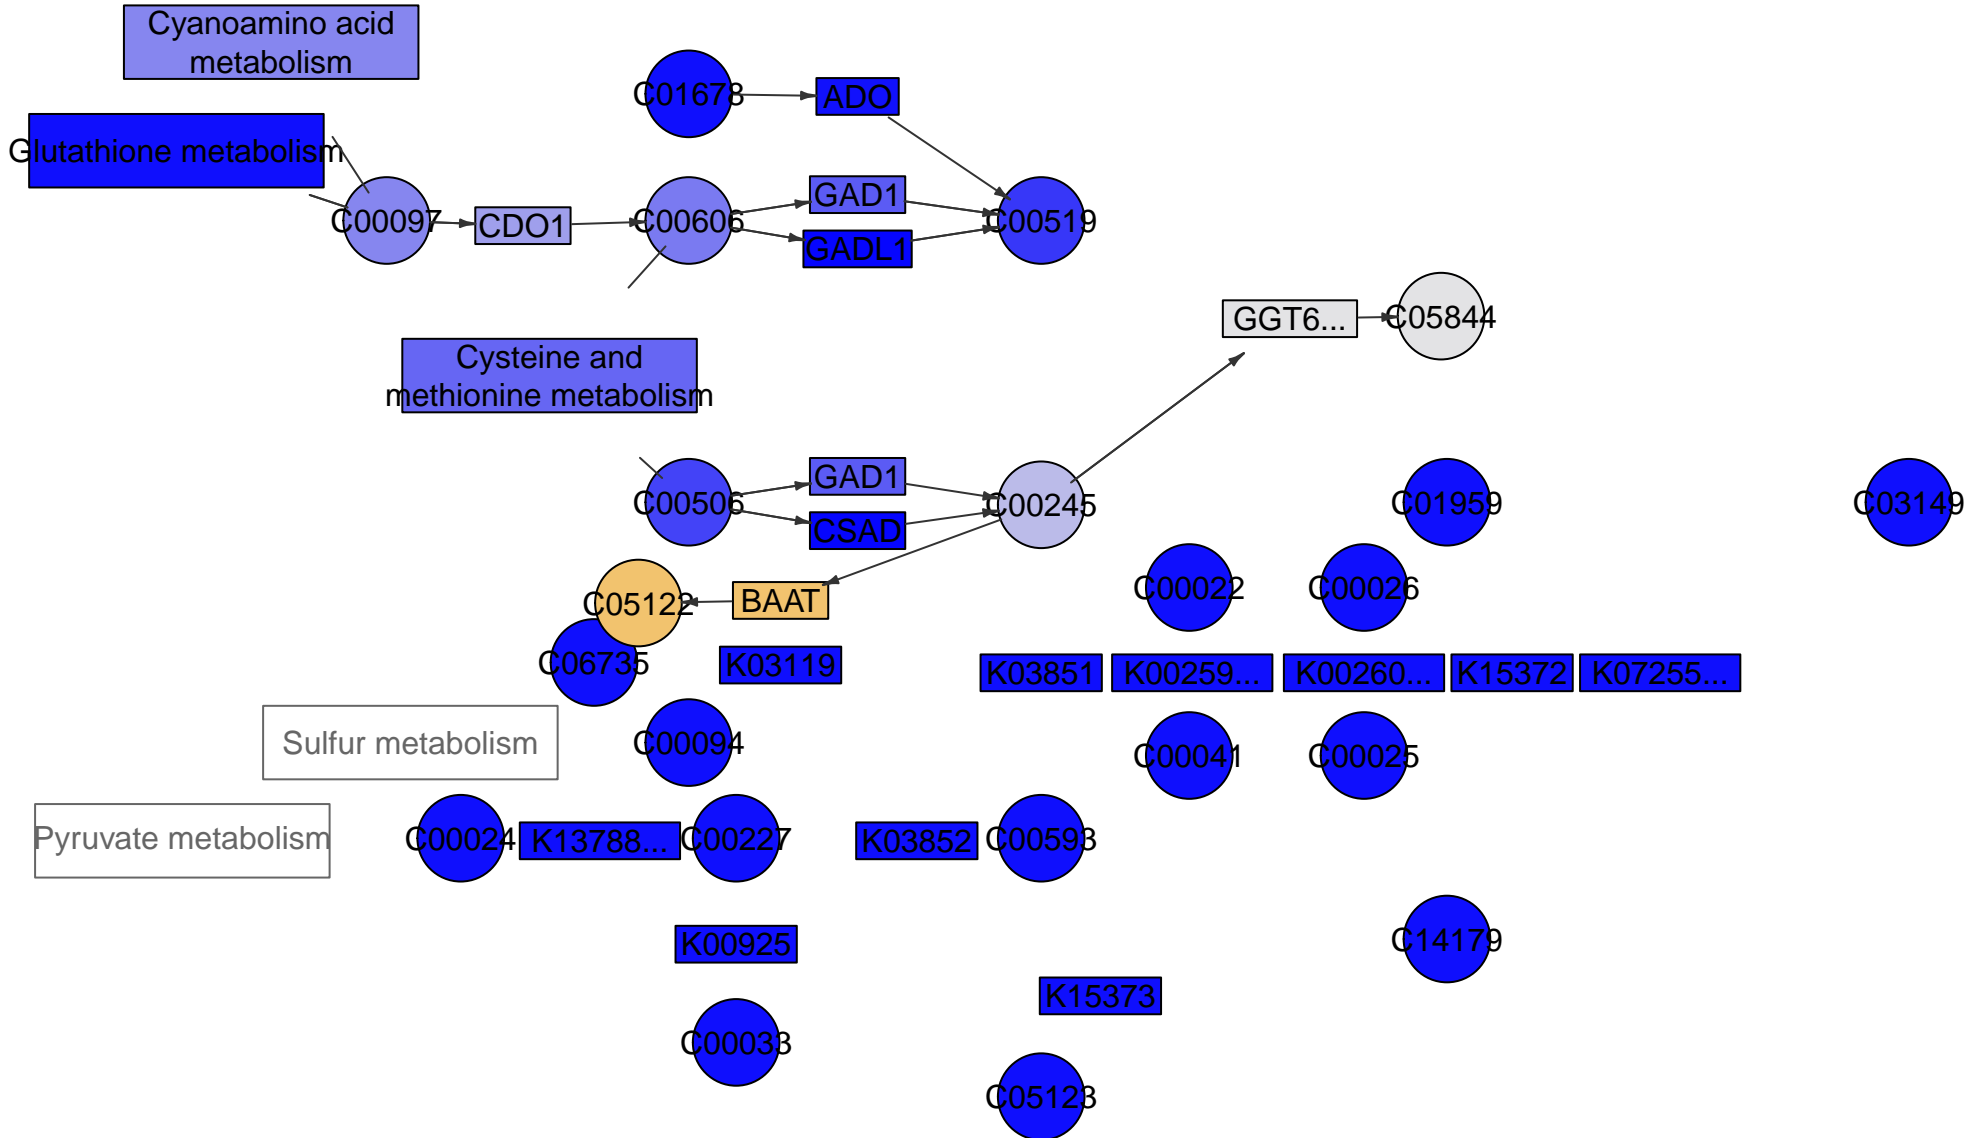 Cyanoamino acid
metabolism
C01678
ADO
Glutathione metabolism
C00097
CDO1
C00606
GAD1
GADL1
C00519
GGT6...
C05844
Cysteine and
methionine metabolism
C00506
GAD1
CSAD
C00245
C01959
C03149
C05122
BAAT
C00022
C00026
C06735
K03119
K03851
K00259...
K00260...
K15372
K07255...
Sulfur metabolism
C00094
C00041
C00025
Pyruvate metabolism
C00024
K13788...
C00227
K03852
C00593
K00925
C14179
K15373
C00033
C05123